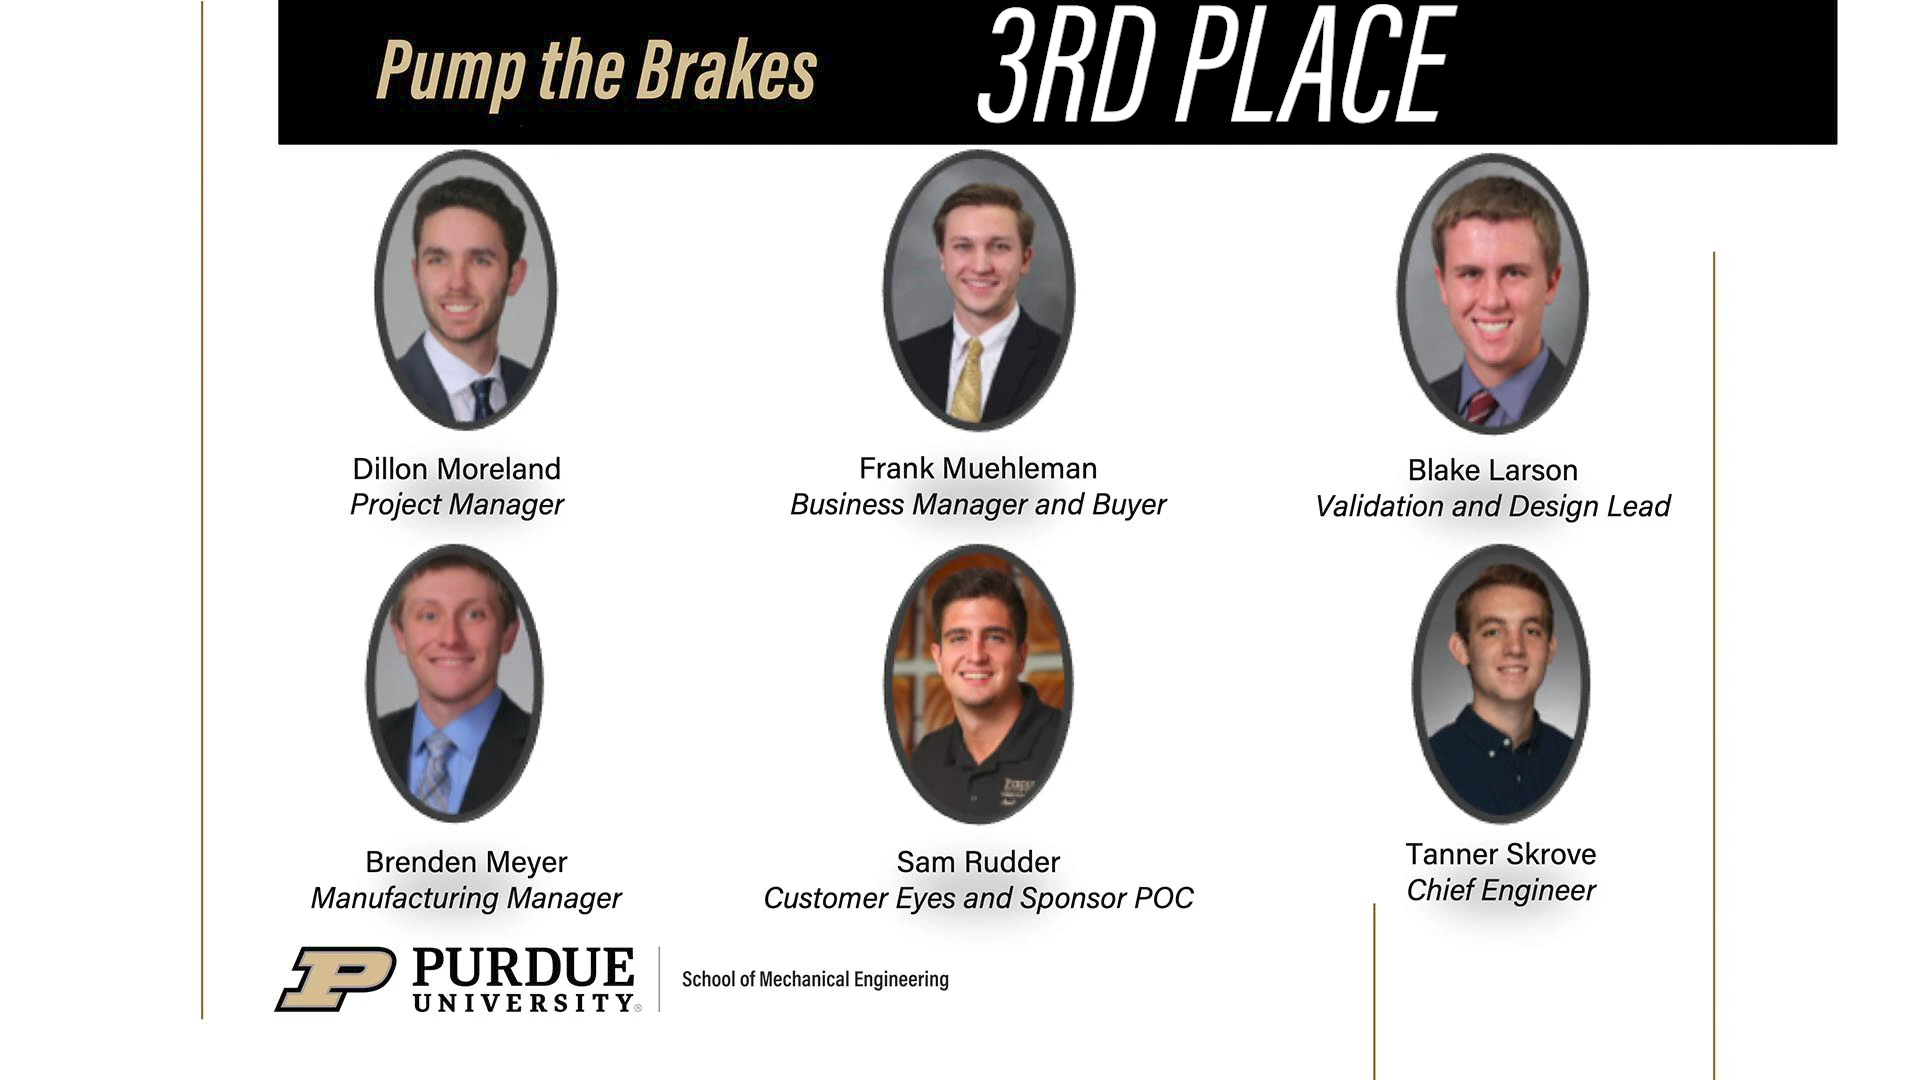 Pump the Brakes
3RD PLACE
Dillon Moreland
Project Manager
Frank Muehleman
Business Manager and Buyer
Blake Larson
Validation and Design Lead
Brenden Meyer
Manufacturing Manager
Sam Rudder
Customer Eyes and Sponsor POC
Tanner Skrove
Chief Engineer
P PURDUE
UNIVERSITY®
School of Mechanical Engineering